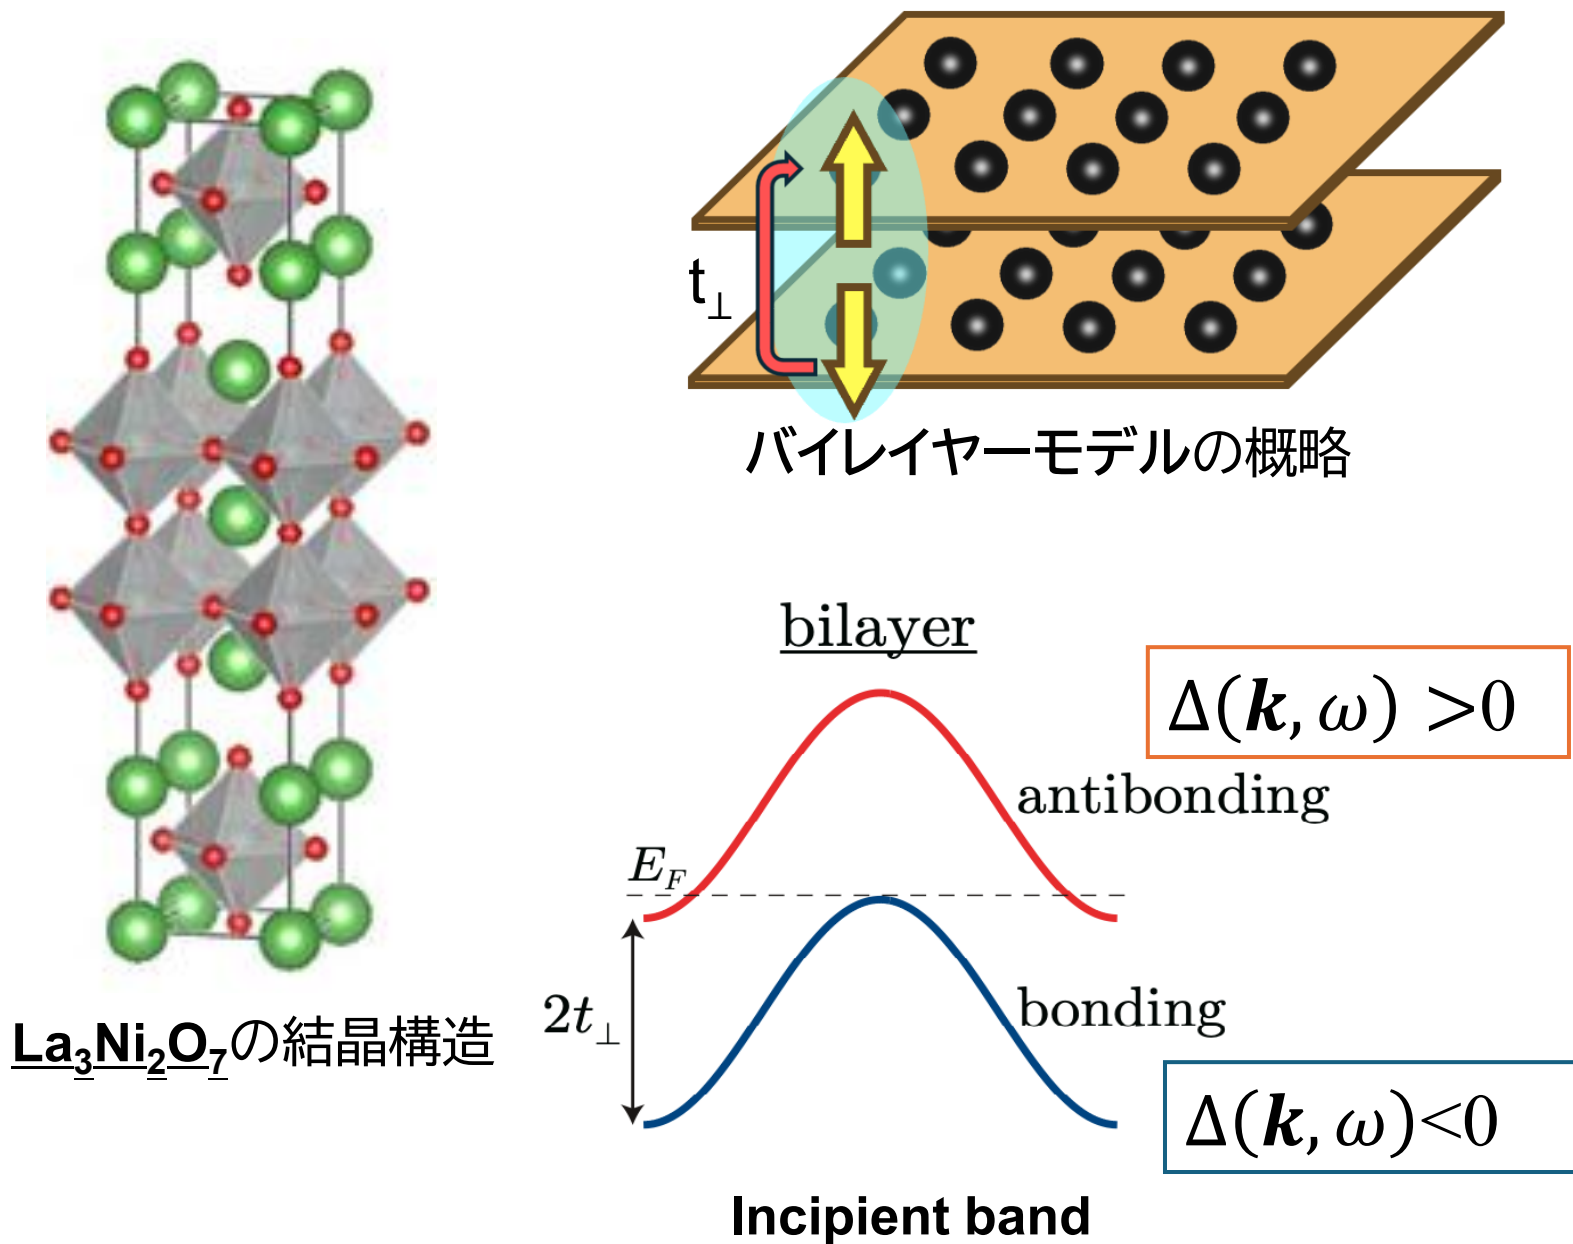 t⊥
バイレイヤーモデルの概略
bilayer
Δ(k, ω) >0
antibonding
E_F
2t⊥
bonding
Δ(k, ω)<0
Incipient band
La₃Ni₂O₇の結晶構造